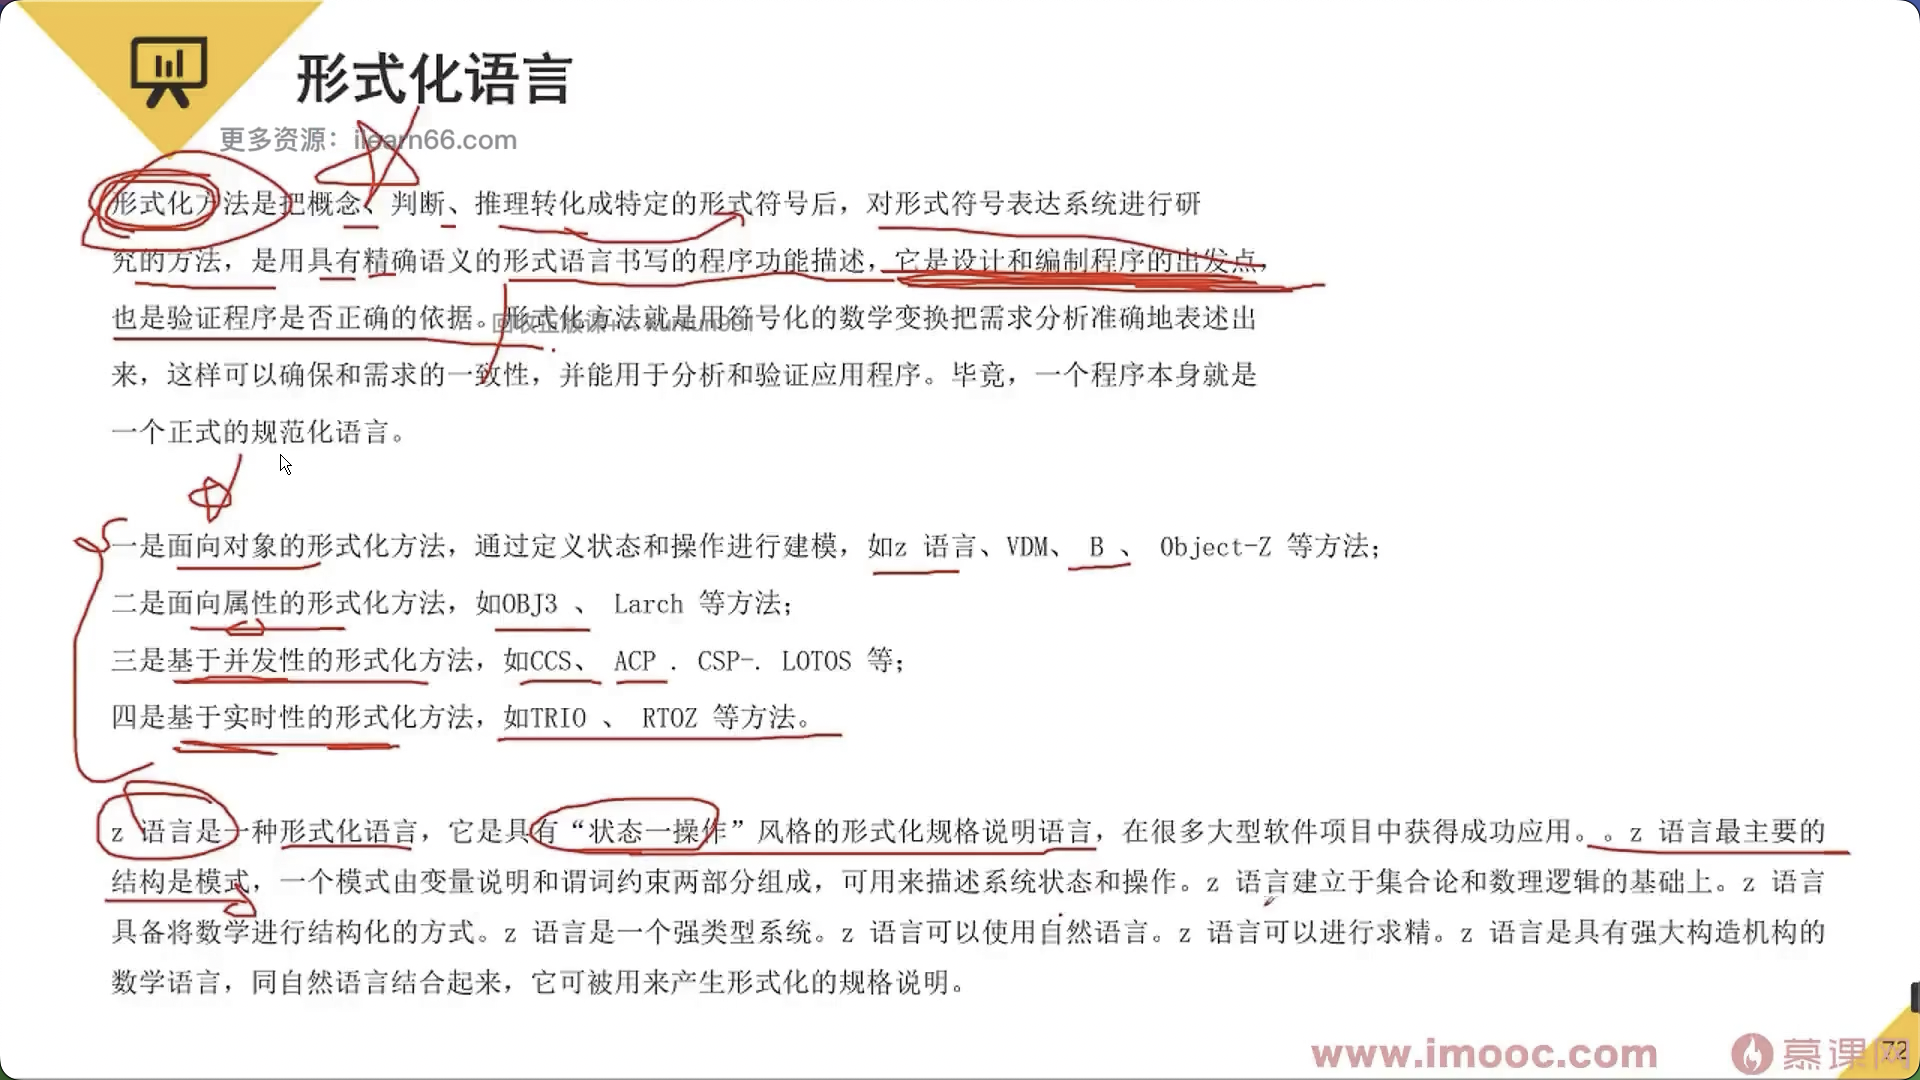 形式化语言
更多资源：ilearn66.com
形式化方法是把概念、判断、推理转化成特定的形式符号后，对形式符号表达系统进行研
究的方法，是用具有精确语义的形式语言书写的程序功能描述，它是设计和编制程序的出发点，
也是验证程序是否正确的依据。形式化方法就是用符号化的数学变换把需求分析准确地表述出
来，这样可以确保和需求的一致性，并能用于分析和验证应用程序。毕竟，一个程序本身就是
一个正式的规范化语言。
一是面向对象的形式化方法，通过定义状态和操作进行建模，如z 语言、VDM、 B 、 Object-Z 等方法；
二是面向属性的形式化方法，如OBJ3 、 Larch 等方法；
三是基于并发性的形式化方法，如CCS、 ACP . CSP-. LOTOS 等；
四是基于实时性的形式化方法，如TRIO 、 RTOZ 等方法。
z 语言是一种形式化语言，它是具有“状态一操作”风格的形式化规格说明语言，在很多大型软件项目中获得成功应用。。z 语言最主要的
结构是模式，一个模式由变量说明和谓词约束两部分组成，可用来描述系统状态和操作。z 语言建立于集合论和数理逻辑的基础上。z 语言
具备将数学进行结构化的方式。z 语言是一个强类型系统。z 语言可以使用自然语言。z 语言可以进行求精。z 语言是具有强大构造机构的
数学语言，同自然语言结合起来，它可被用来产生形式化的规格说明。
www.imooc.com 慕课网 72